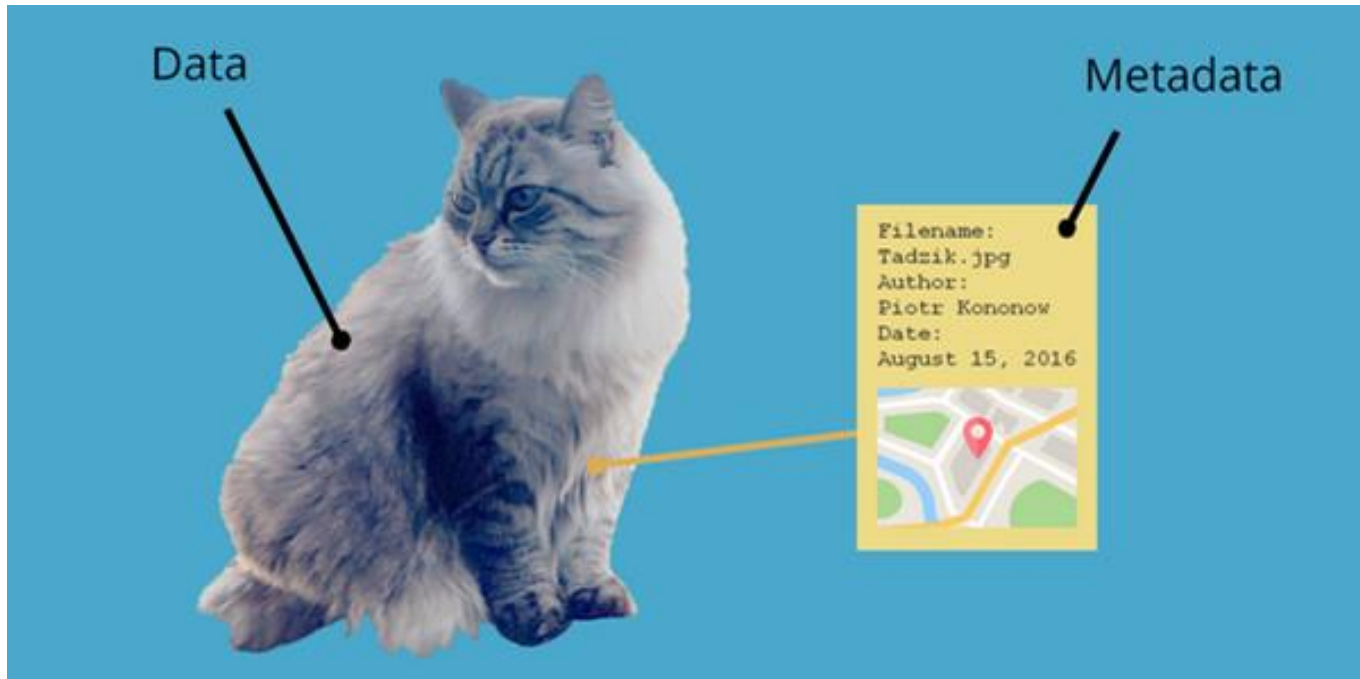 Data
Metadata
Filename:
Tadzik.jpg
Author:
Piotr Kononow
Date:
August 15, 2016